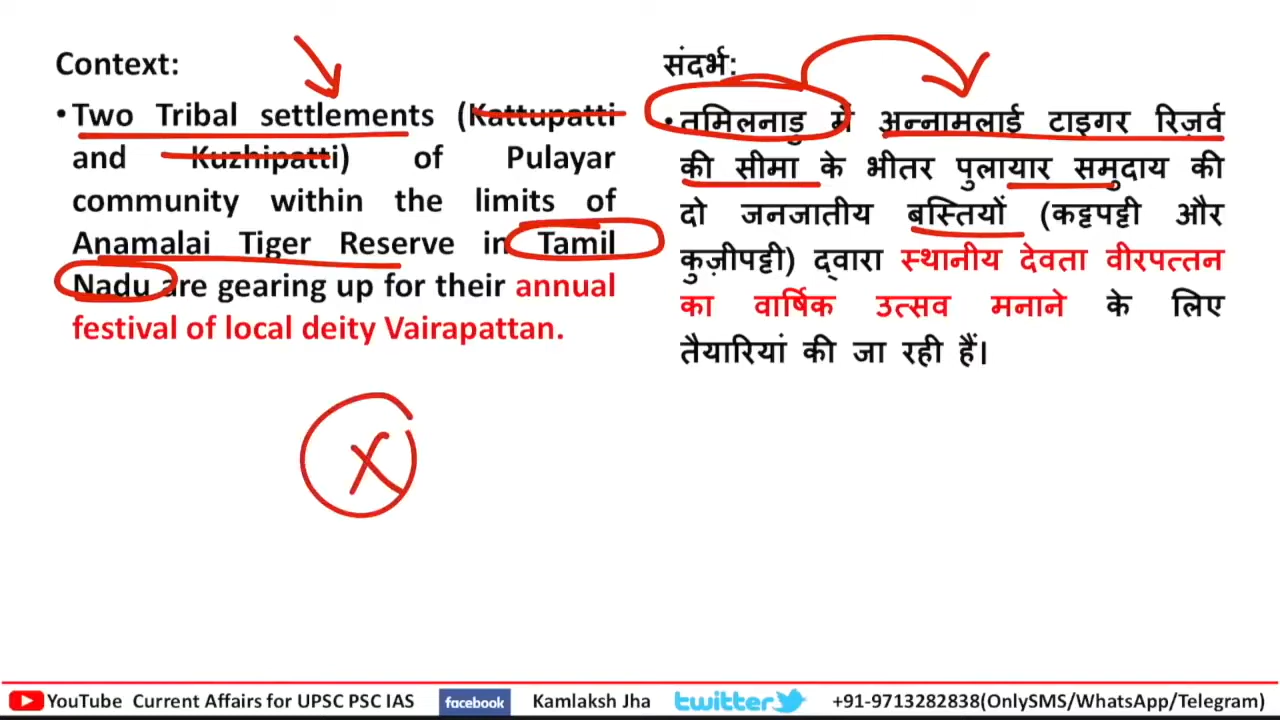 Context:
•Two Tribal settlements (Kattupatti
and Kuzhipatti) of Pulayar
community within the limits of
Anamalai Tiger Reserve in Tamil
Nadu are gearing up for their annual
festival of local deity Vairapattan.
X
संदर्भ:
•तमिलनाडु में अन्नामलाई टाइगर रिज़र्व
की सीमा के भीतर पुलायार समुदाय की
दो जनजातीय बस्तियों (कट्टपट्टी और
कुज़ीपट्टी) द्वारा स्थानीय देवता वीरपत्तन
का वार्षिक उत्सव मनाने के लिए
तैयारियां की जा रही हैं।
YouTube Current Affairs for UPSC PSC IAS facebook Kamlaksh Jha twitter +91-9713282838(OnlySMS/WhatsApp/Telegram)